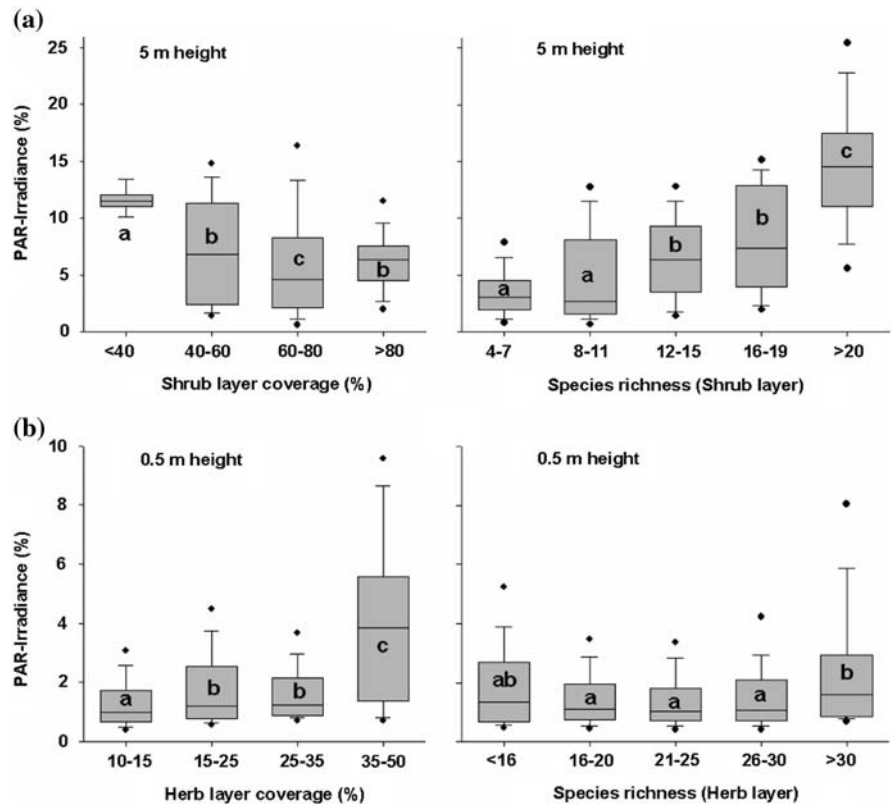 (a)
5 m height
5 m height
PAR-Irradiance (%)
25
20
15
10
5
0
a
b
c
b
a
a
b
b
c
<40 40-60 60-80 >80
4-7 8-11 12-15 16-19 >20
Shrub layer coverage (%)
Species richness (Shrub layer)
(b)
0.5 m height
0.5 m height
PAR-Irradiance (%)
10
8
6
4
2
0
a
b
b
c
ab
a
a
a
b
10-15 15-25 25-35 35-50
<16 16-20 21-25 26-30 >30
Herb layer coverage (%)
Species richness (Herb layer)